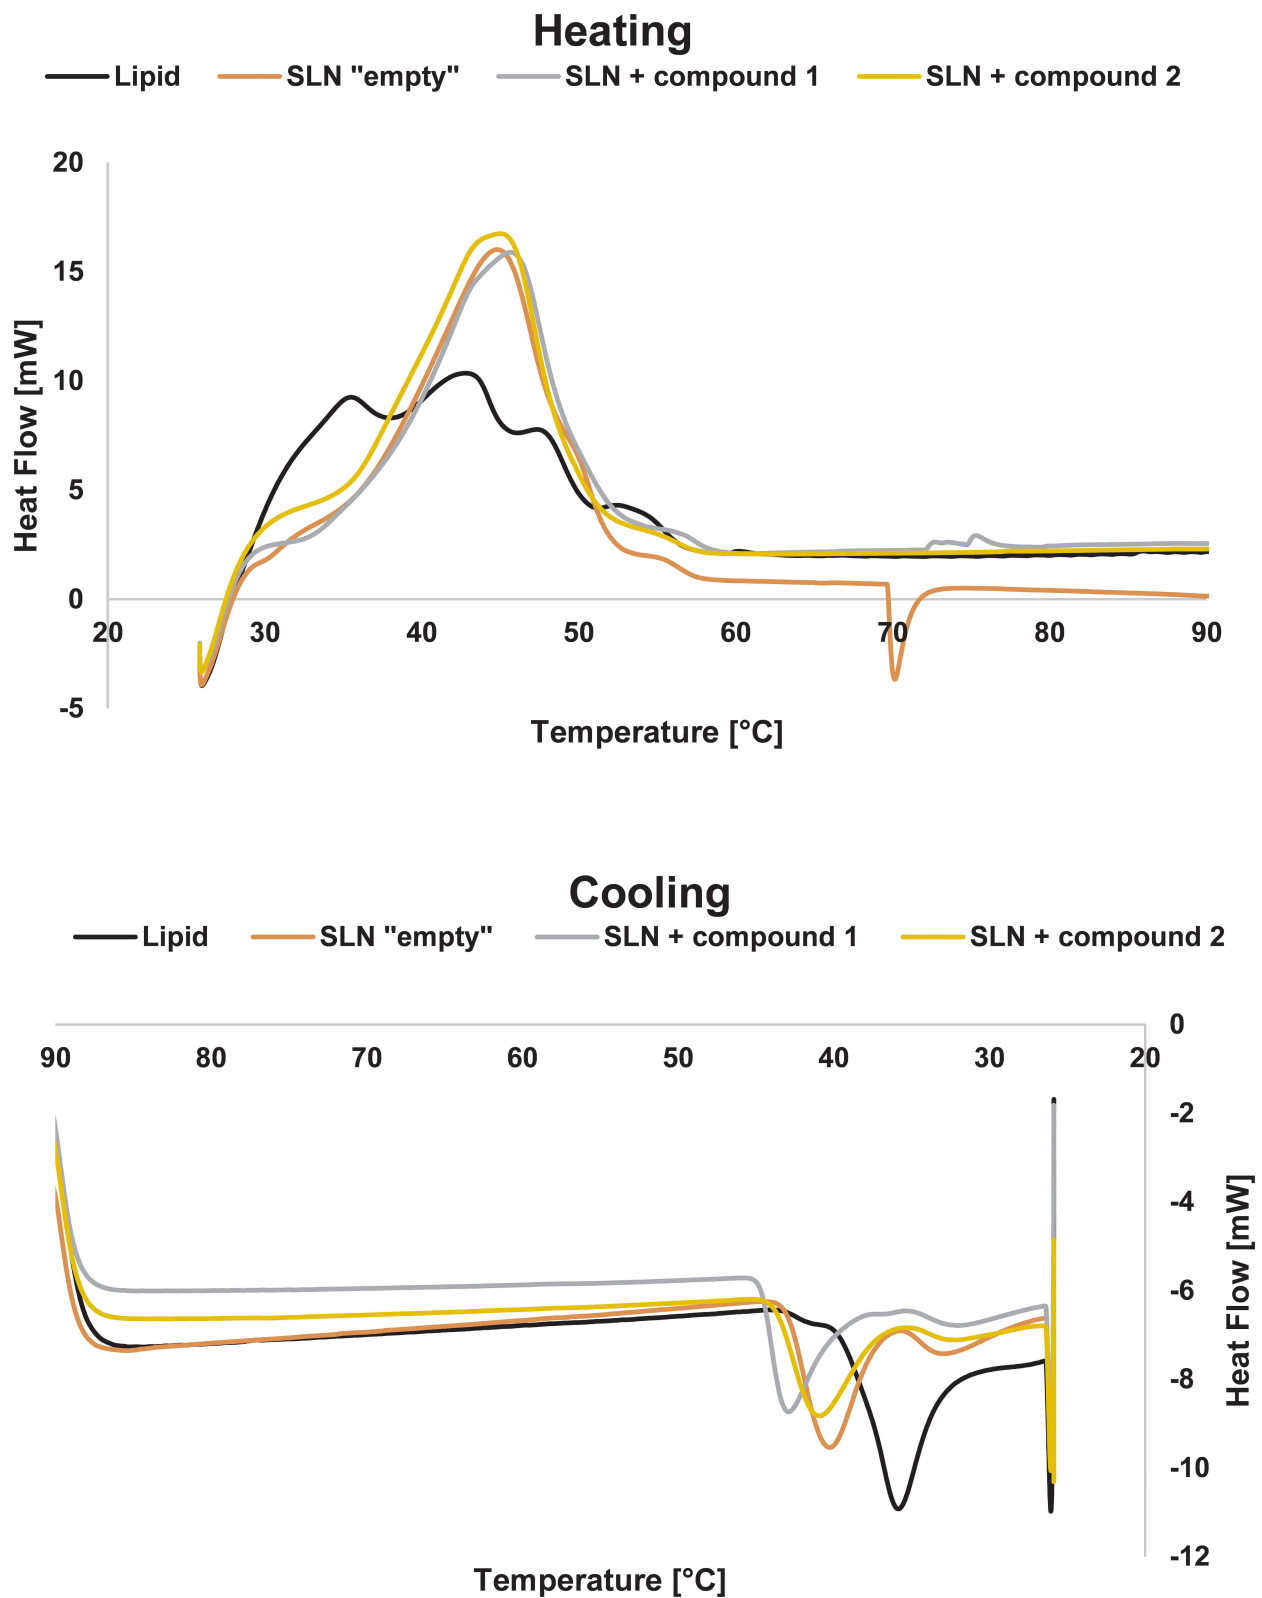 Heating
Lipid SLN "empty" SLN + compound 1 SLN + compound 2
20
15
10
5
0
-5
20 30 40 50 60 70 80 90
Heat Flow [mW]
Temperature [°C]
Cooling
Lipid SLN "empty" SLN + compound 1 SLN + compound 2
90 80 70 60 50 40 30 20
0
-2
-4
-6
-8
-10
-12
Heat Flow [mW]
Temperature [°C]